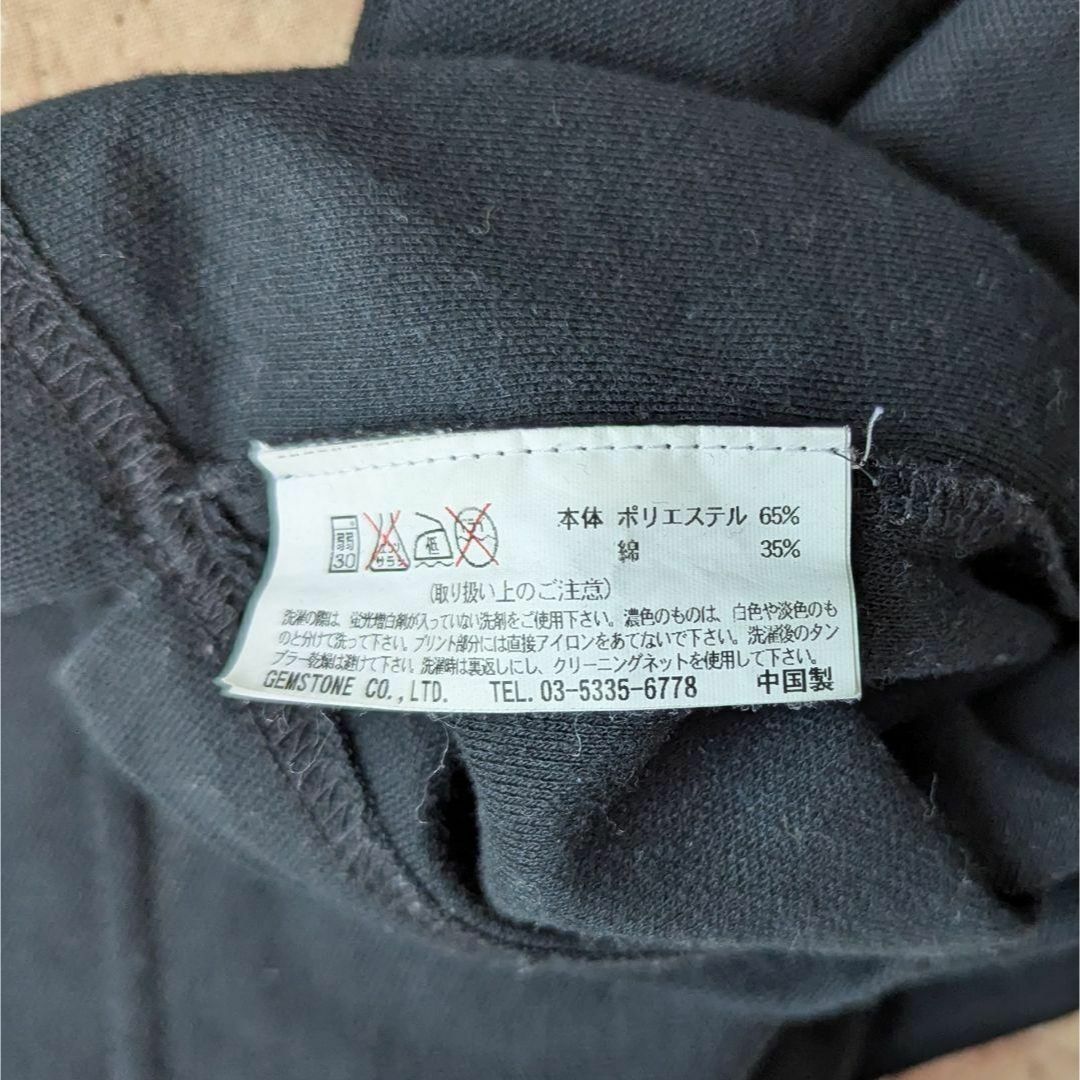 本体 ポリエステル 65%
綿 35%
弱 30 エンソ サラシ 低 ドライ
(取り扱い上のご注意)
洗濯の際は、蛍光増白剤が入っていない洗剤をご使用下さい。濃色のものは、白色や淡色のも
のと分けて洗って下さい。プリント部分には直接アイロンをあてないで下さい。洗濯後のタン
ブラー乾燥は避けて下さい。洗濯時は裏返しにし、クリーニングネットを使用して下さい。
GEMSTONE CO.,LTD. TEL. 03-5335-6778 中国製